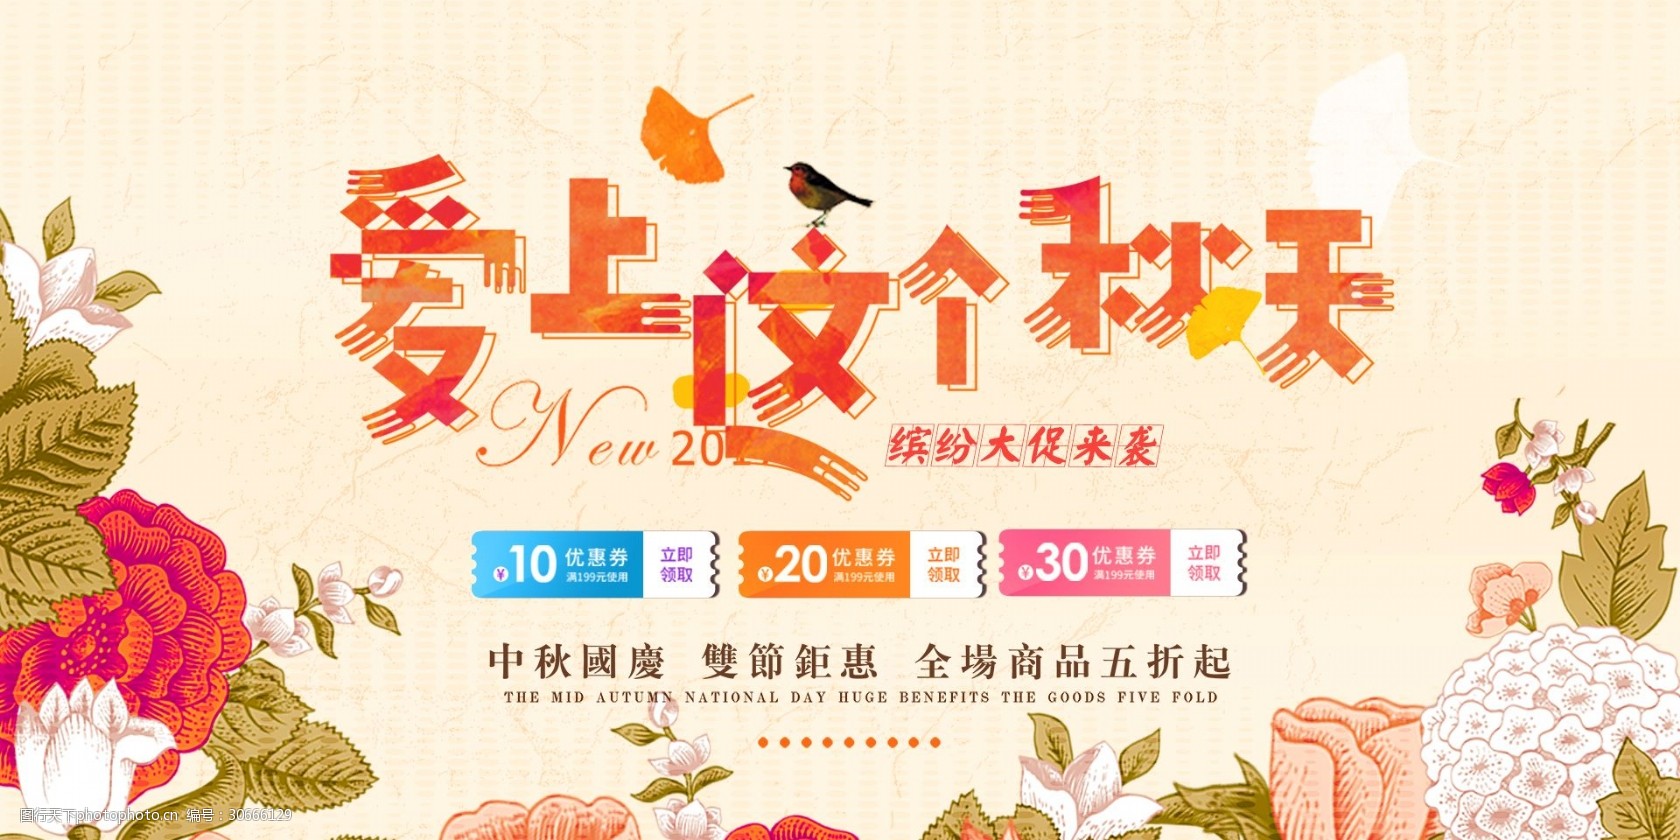 爱上这个秋天
New 20
缤纷大促来袭
¥10 优惠券 满199元使用 立即领取
¥20 优惠券 满199元使用 立即领取
¥30 优惠券 满199元使用 立即领取
中秋國慶 雙節鉅惠 全場商品五折起
THE MID AUTUMN NATIONAL DAY HUGE BENEFITS THE GOODS FIVE FOLD
图行天下photophoto.cn 编号：30666129